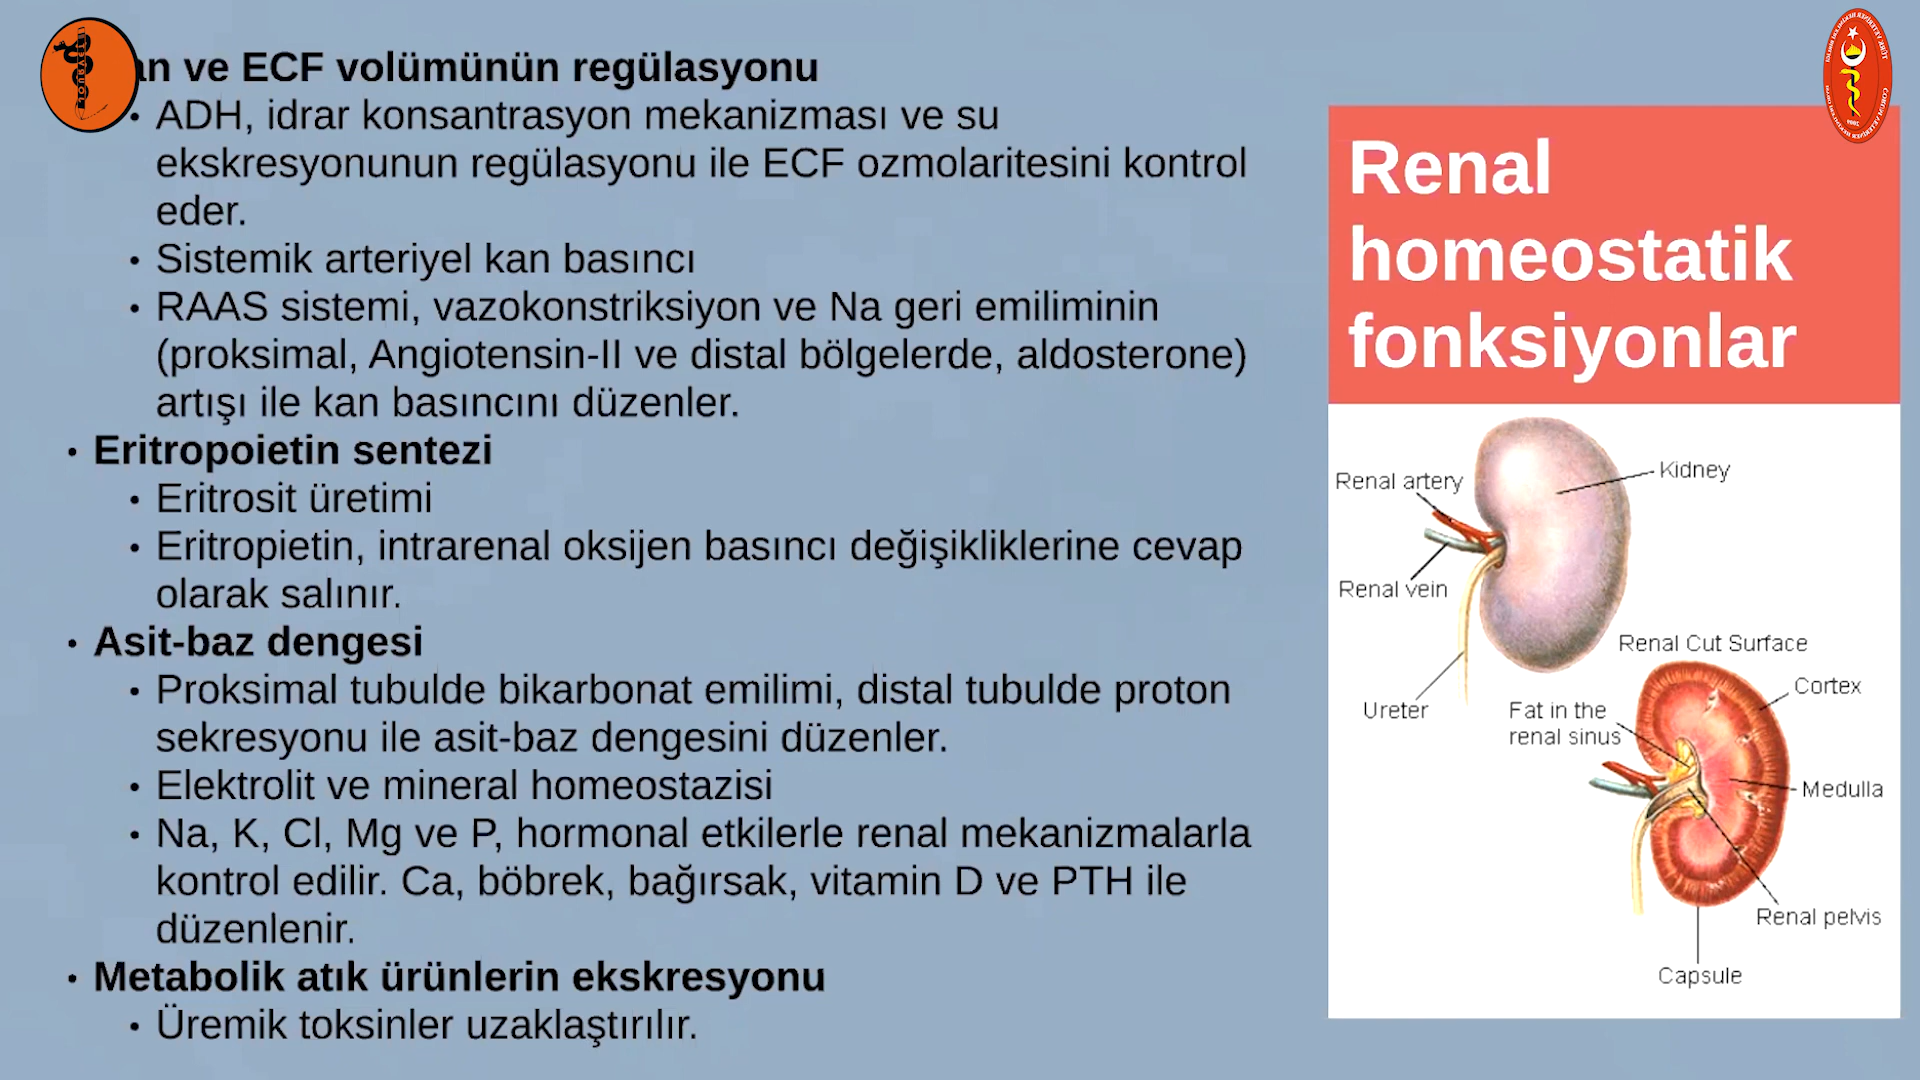 an ve ECF volümünün regülasyonu
• ADH, idrar konsantrasyon mekanizması ve su
ekskresyonunun regülasyonu ile ECF ozmolaritesini kontrol
eder.
• Sistemik arteriyel kan basıncı
• RAAS sistemi, vazokonstriksiyon ve Na geri emiliminin
(proksimal, Angiotensin-II ve distal bölgelerde, aldosterone)
artışı ile kan basıncını düzenler.
• Eritropoietin sentezi
• Eritrosit üretimi
• Eritropietin, intrarenal oksijen basıncı değişikliklerine cevap
olarak salınır.
• Asit-baz dengesi
• Proksimal tubulde bikarbonat emilimi, distal tubulde proton
sekresyonu ile asit-baz dengesini düzenler.
• Elektrolit ve mineral homeostazisi
• Na, K, Cl, Mg ve P, hormonal etkilerle renal mekanizmalarla
kontrol edilir. Ca, böbrek, bağırsak, vitamin D ve PTH ile
düzenlenir.
• Metabolik atık ürünlerin ekskresyonu
• Üremik toksinler uzaklaştırılır.
Renal
homeostatik
fonksiyonlar
Renal artery
Kidney
Renal vein
Ureter
Renal Cut Surface
Cortex
Fat in the
renal sinus
Medulla
Renal pelvis
Capsule